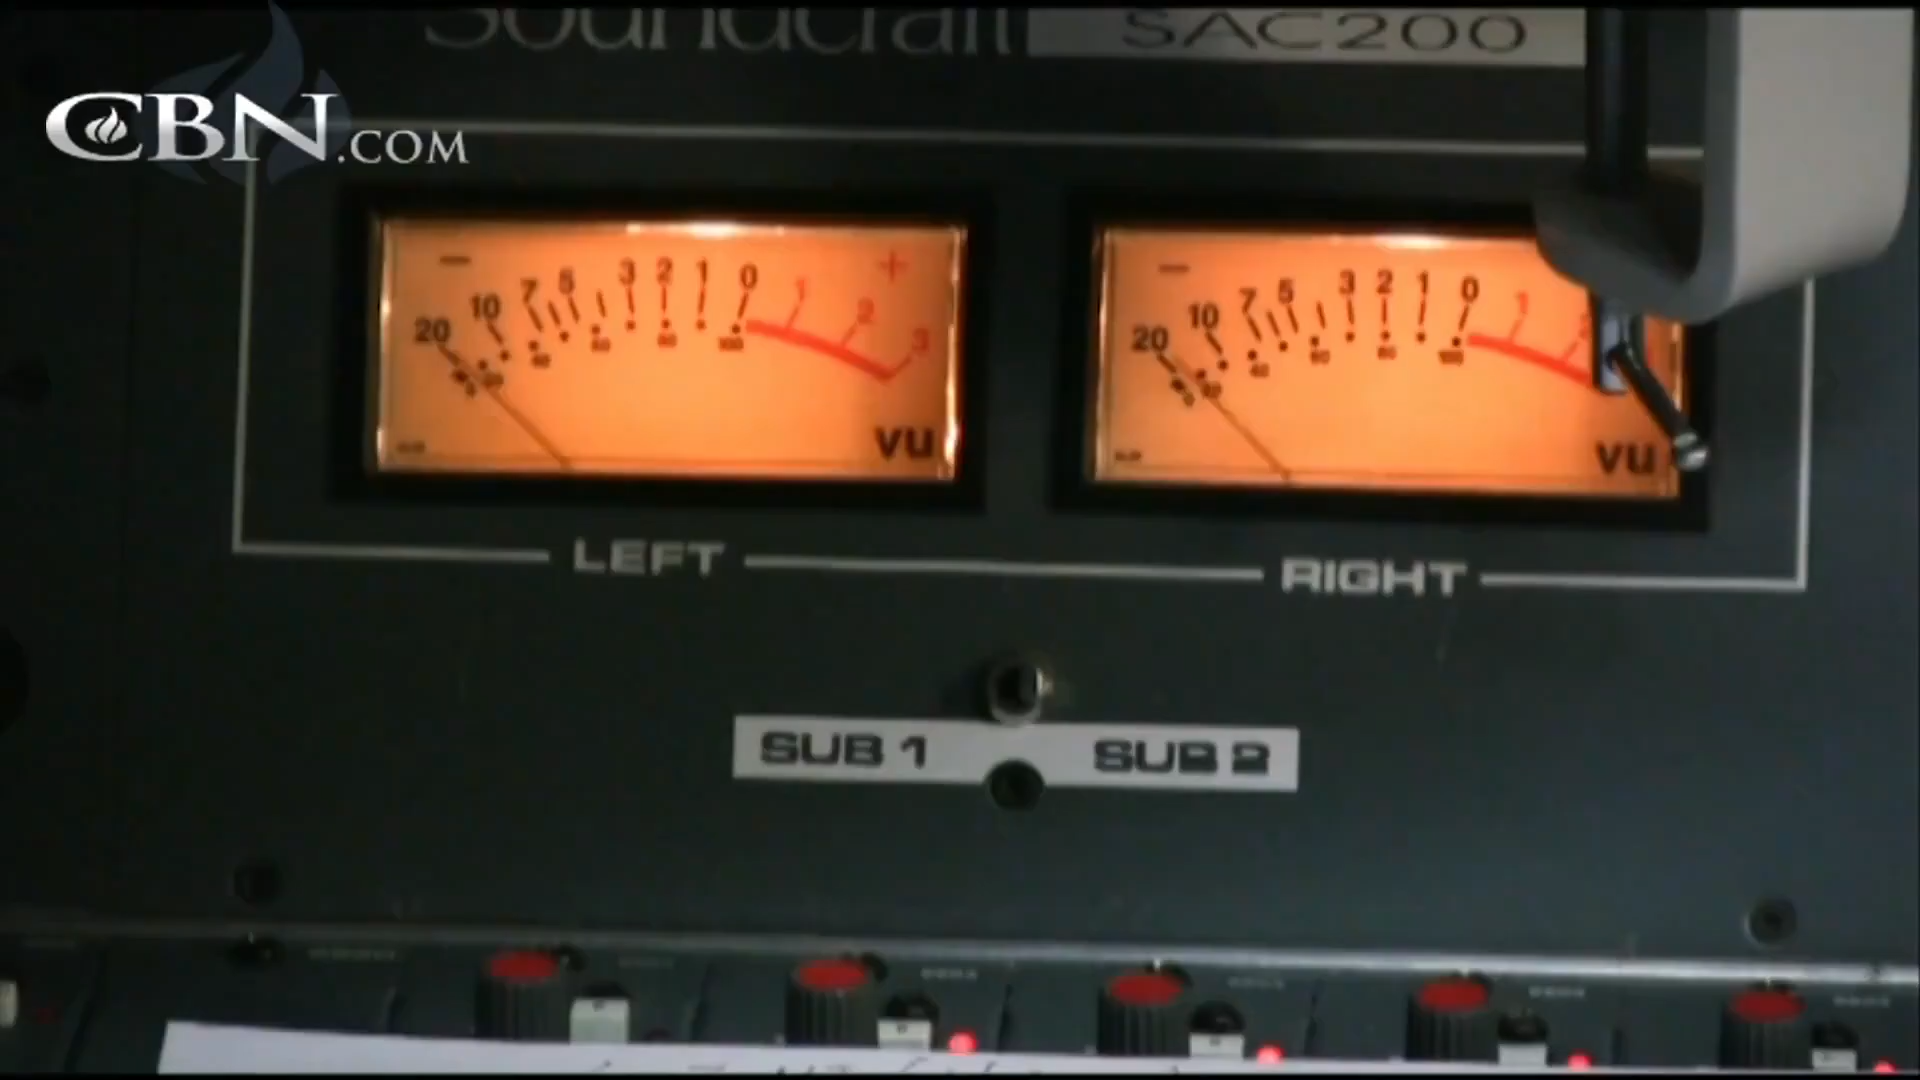 Soundcraft SAC200
CBN.COM
- 20 10 7 5 3 2 1 0 1 2 3 +
VU
- 20 10 7 5 3 2 1 0 1 2
VU
LEFT RIGHT
SUB 1 SUB 2